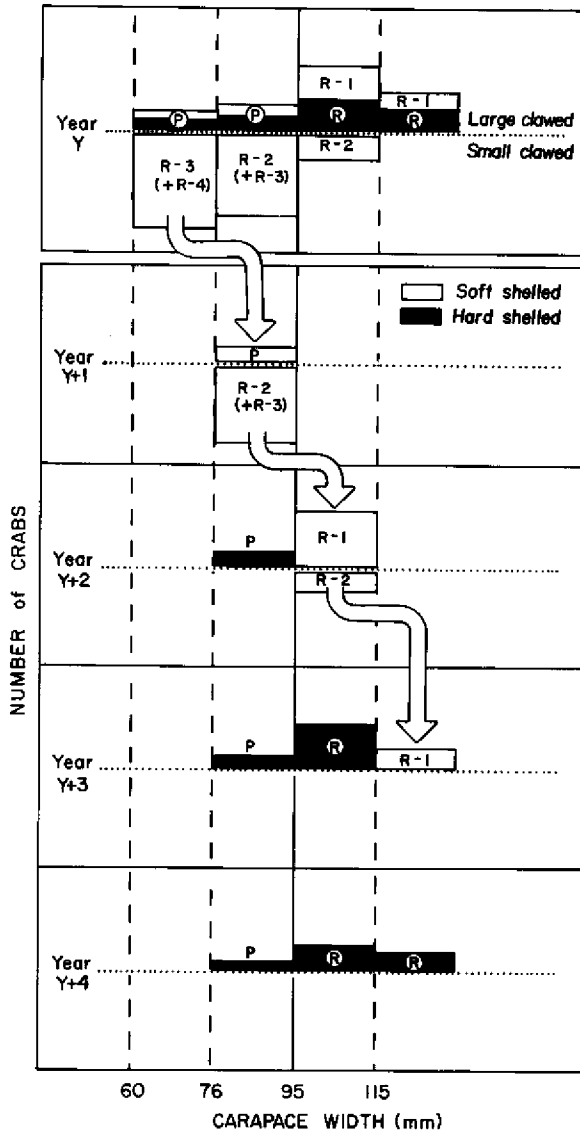 R-1
P
P
R
R-1
R
Large clawed
Year
Y
Small clawed
R-3
(+R-4)
R-2
(+R-3)
R-2
Soft shelled
Hard shelled
Year
Y+1
P
R-2
(+R-3)
Year
Y+2
P
R-1
R-2
Year
Y+3
P
R
R-1
Year
Y+4
P
R
R
NUMBER of CRABS
60 76 95 115
CARAPACE WIDTH (mm)